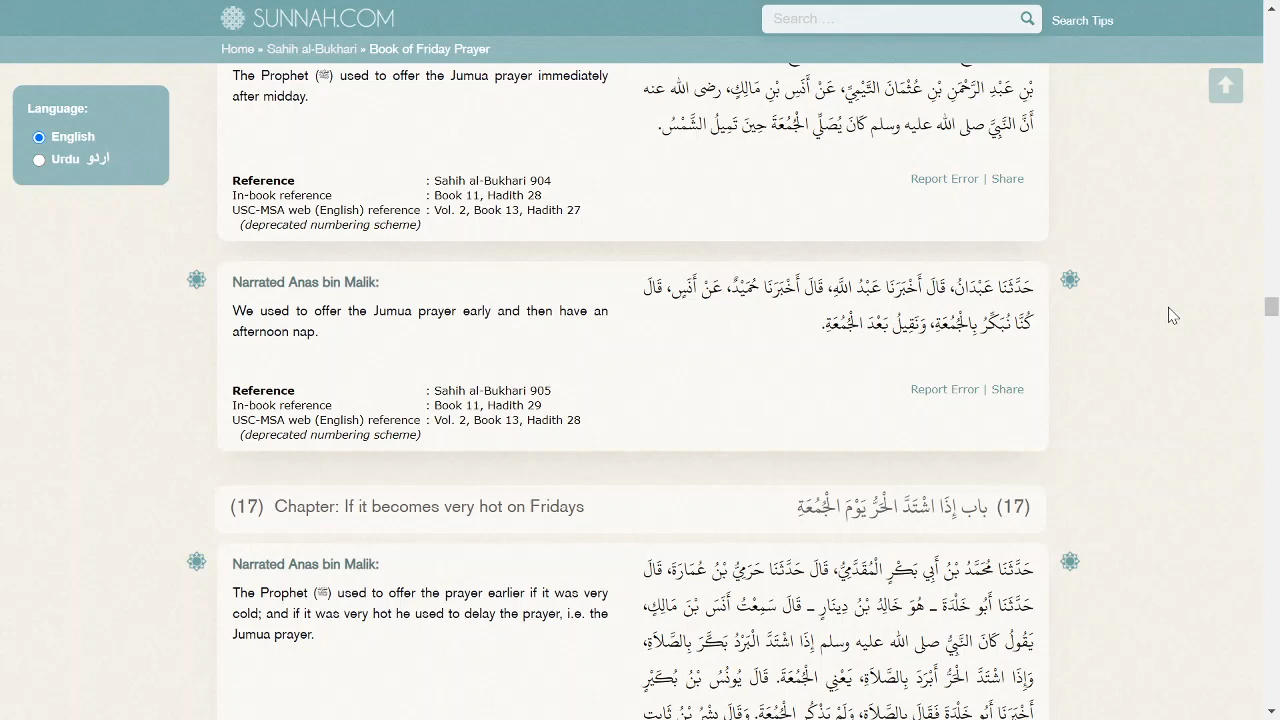 SUNNAH.COM
Search ...
Search Tips
Home » Sahih al-Bukhari » Book of Friday Prayer
Language:
English
Urdu اردو
The Prophet (ﷺ) used to offer the Jumua prayer immediately
after midday.
بْنِ عَبْدِ الرَّحْمَنِ بْنِ عُثْمَانَ التَّيْمِيِّ، عَنْ أَنَسِ بْنِ مَالِكٍ، رضى الله عنه
أَنَّ النَّبِيَّ صلى الله عليه وسلم كَانَ يُصَلِّي الْجُمُعَةَ حِينَ تَمِيلُ الشَّمْسُ.
Reference : Sahih al-Bukhari 904
In-book reference : Book 11, Hadith 28
USC-MSA web (English) reference : Vol. 2, Book 13, Hadith 27
(deprecated numbering scheme)
Report Error | Share
Narrated Anas bin Malik:
We used to offer the Jumua prayer early and then have an
afternoon nap.
حَدَّثَنَا عَبْدَانُ، قَالَ أَخْبَرَنَا عَبْدُ اللَّهِ، قَالَ أَخْبَرَنَا حُمَيْدٌ، عَنْ أَنَسٍ، قَالَ
كُنَّا نُبَكِّرُ بِالْجُمُعَةِ، وَنَقِيلُ بَعْدَ الْجُمُعَةِ.
Reference : Sahih al-Bukhari 905
In-book reference : Book 11, Hadith 29
USC-MSA web (English) reference : Vol. 2, Book 13, Hadith 28
(deprecated numbering scheme)
Report Error | Share
(17) Chapter: If it becomes very hot on Fridays
(17) باب إِذَا اشْتَدَّ الْحَرُّ يَوْمَ الْجُمُعَةِ
Narrated Anas bin Malik:
The Prophet (ﷺ) used to offer the prayer earlier if it was very
cold; and if it was very hot he used to delay the prayer, i.e. the
Jumua prayer.
حَدَّثَنَا مُحَمَّدُ بْنُ أَبِي بَكْرٍ الْمُقَدَّمِيُّ، قَالَ حَدَّثَنَا حَرَمِيُّ بْنُ عُمَارَةَ، قَالَ
حَدَّثَنَا أَبُو خَلْدَةَ ـ هُوَ خَالِدُ بْنُ دِينَارٍ ـ قَالَ سَمِعْتُ أَنَسَ بْنَ مَالِكٍ،
يَقُولُ كَانَ النَّبِيُّ صلى الله عليه وسلم إِذَا اشْتَدَّ الْبَرْدُ بَكَّرَ بِالصَّلاَةِ،
وَإِذَا اشْتَدَّ الْحَرُّ أَبْرَدَ بِالصَّلاَةِ، يَعْنِي الْجُمُعَةَ. قَالَ يُونُسُ بْنُ بُكَيْرٍ
أَخْبَرَنَا أَبُو خَلْدَةَ فَقَالَ بِالصَّلاَةِ، وَلَمْ يَذْكُرِ الْجُمُعَةَ. وَقَالَ بِشْرُ بْنُ ثَابِتٍ